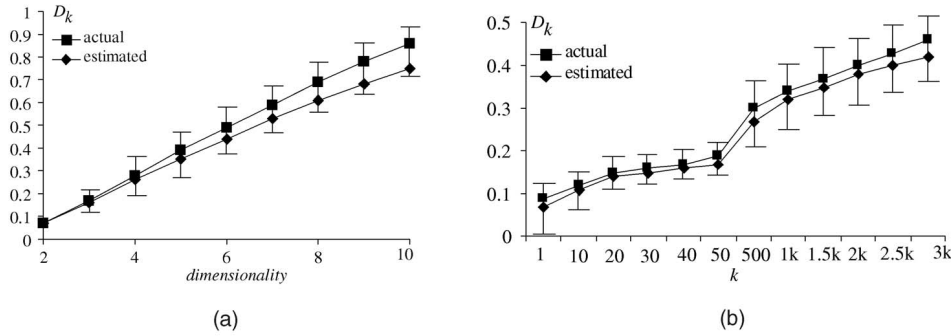 D_k
actual
estimated
1
0.9
0.8
0.7
0.6
0.5
0.4
0.3
0.2
0.1
0
2 4 6 8 10
dimensionality
(a)
D_k
actual
estimated
0.5
0.4
0.3
0.2
0.1
0
1 10 20 30 40 50 500 1k 1.5k 2k 2.5k 3k
k
(b)